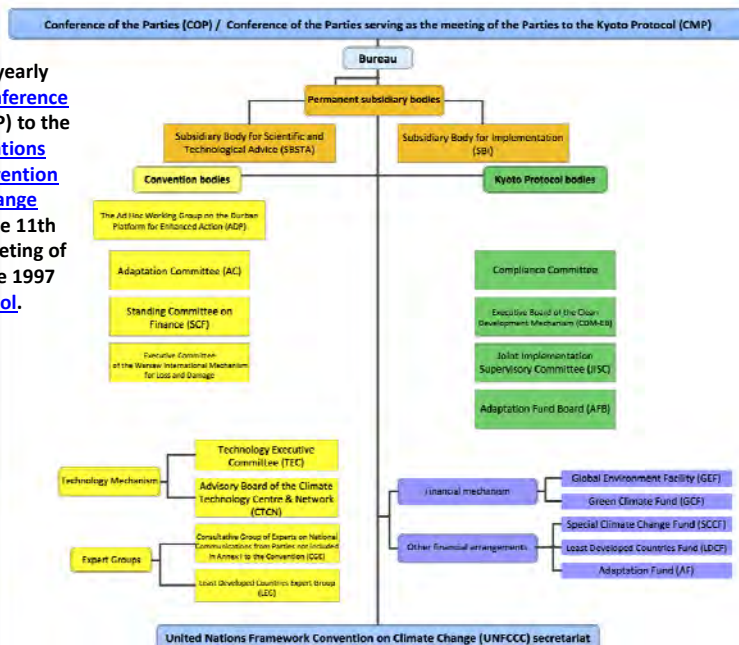 Conference of the Parties (COP) / Conference of the Parties serving as the meeting of the Parties to the Kyoto Protocol (CMP)
Bureau
yearly
nference
P) to the
ations
vention
ange
e 11th
eeting of
e 1997
ol.
Permanent subsidiary bodies
Subsidiary Body for Scientific and
Technological Advice (SBSTA)
Subsidiary Body for Implementation
(SBI)
Convention bodies
Kyoto Protocol bodies
The Ad Hoc Working Group on the Durban
Platform for Enhanced Action (ADP)
Adaptation Committee (AC)
Standing Committee on
Finance (SCF)
Executive Committee
of the Warsaw International Mechanism
for Loss and Damage
Compliance Committee
Executive Board of the Clean
Development Mechanism (CDM-EB)
Joint Implementation
Supervisory Committee (JISC)
Adaptation Fund Board (AFB)
Technology Mechanism
Technology Executive
Committee (TEC)
Advisory Board of the Climate
Technology Centre & Network
(CTCN)
Expert Groups
Consultative Group of Experts on National
Communications from Parties not included
in Annex I to the Convention (CGE)
Least Developed Countries Expert Group
(LEG)
Financial mechanism
Global Environment Facility (GEF)
Green Climate Fund (GCF)
Other financial arrangements
Special Climate Change Fund (SCCF)
Least Developed Countries Fund (LDCF)
Adaptation Fund (AF)
United Nations Framework Convention on Climate Change (UNFCCC) secretariat